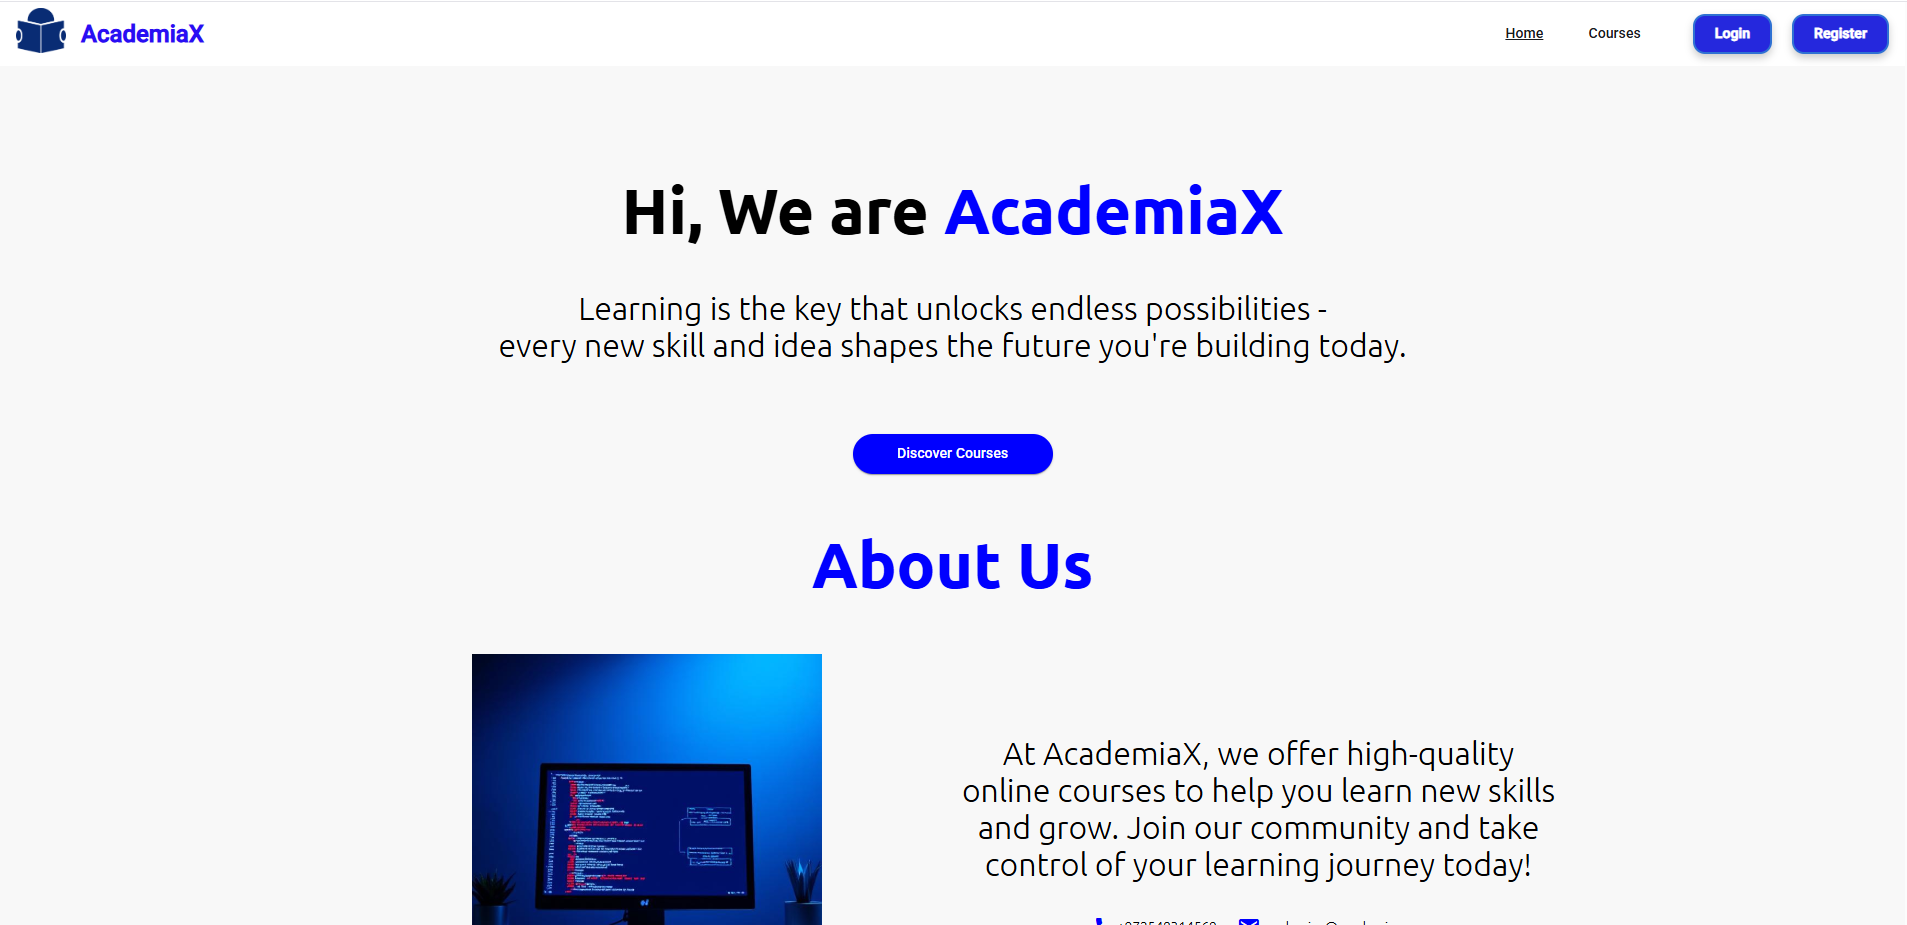 AcademiaX
Home
Courses
Login
Register
Hi, We are AcademiaX
Learning is the key that unlocks endless possibilities -
every new skill and idea shapes the future you're building today.
Discover Courses
About Us
At AcademiaX, we offer high-quality
online courses to help you learn new skills
and grow. Join our community and take
control of your learning journey today!